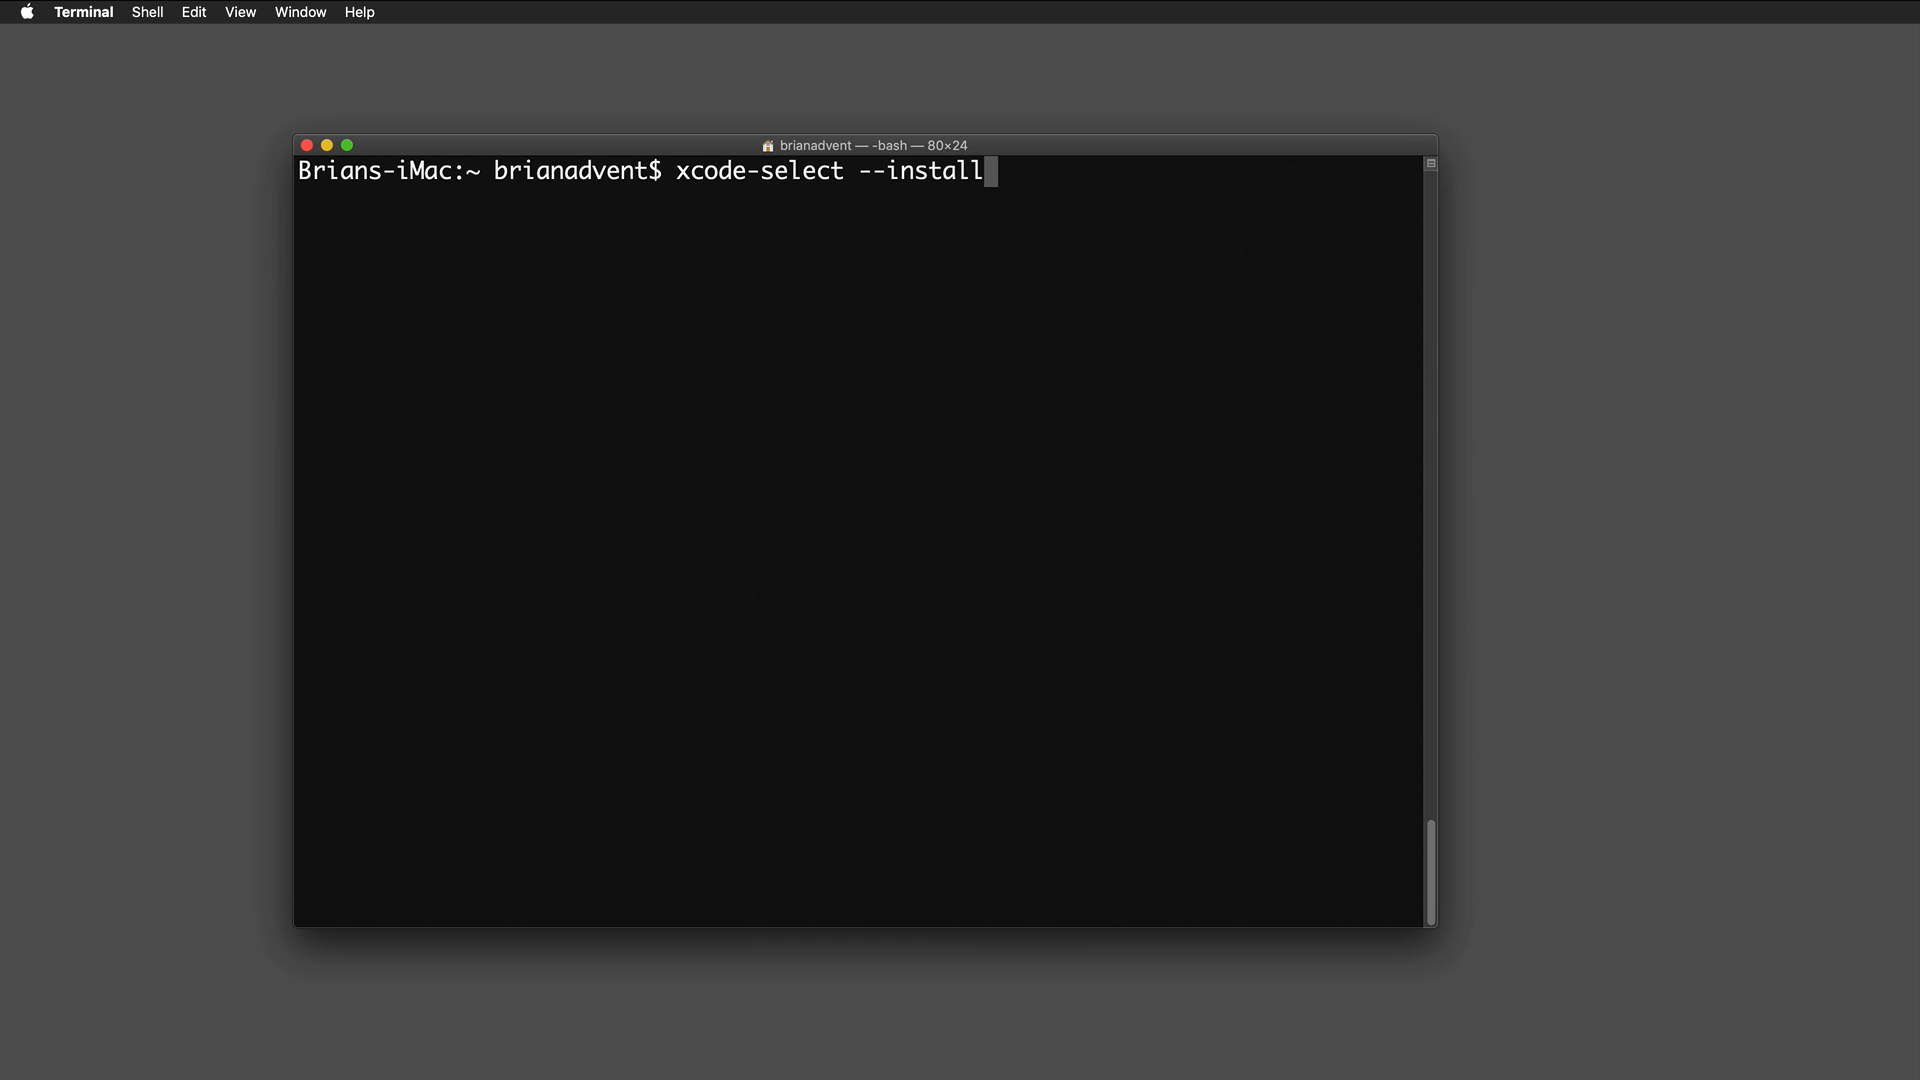 Terminal Shell Edit View Window Help
brianadvent — -bash — 80×24
Brians-iMac:~ brianadvent$ xcode-select --install